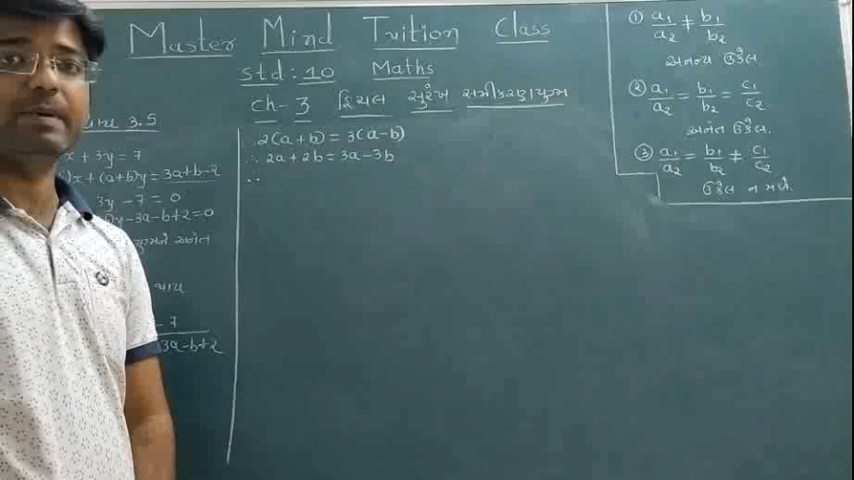 Master Mind Tuition Class
std : 10 Maths
ch - 3 દ્વિચલ સુરેખ સમીકરણયુગ્મ
3.5
x + 3y = 7
)x + (a+b)y = 3a+b-2
3y - 7 = 0
)y-3a-b+2=0
અનંત
- 7
3a-b+2
2(a+b) = 3(a-b)
∴ 2a+2b = 3a-3b
∴
① a₁/a₂ ≠ b₁/b₂
અનન્ય ઉકેલ.
② a₁/a₂ = b₁/b₂ = c₁/c₂
અનંત ઉકેલ.
③ a₁/a₂ = b₁/b₂ ≠ c₁/c₂
ઉકેલ ન મળે.